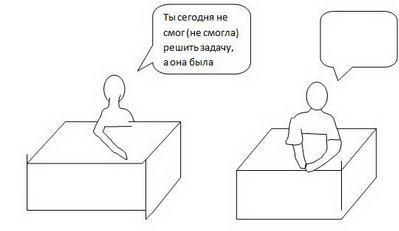 Ты сегодня не
смог (не смогла)
решить задачу,
а она была